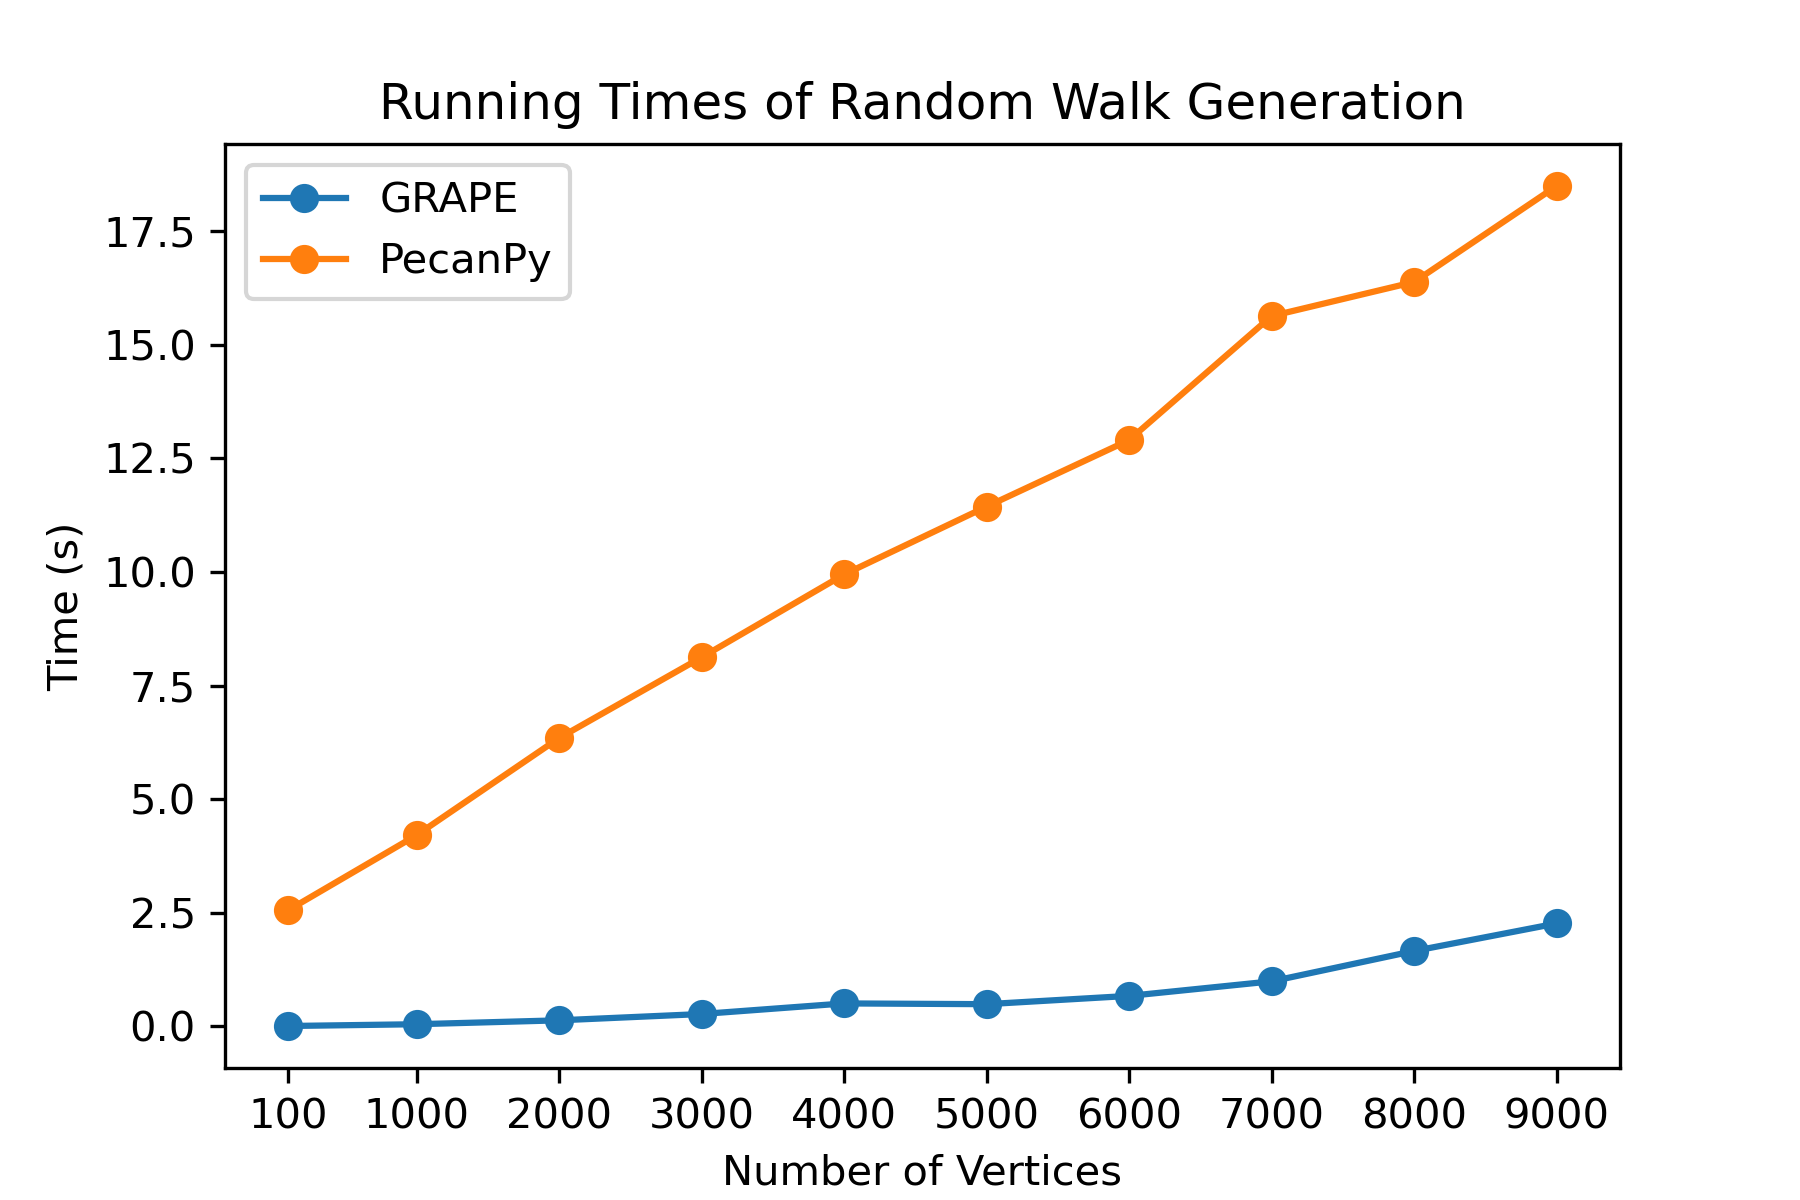 Running Times of Random Walk Generation
GRAPE
PecanPy
17.5
15.0
12.5
10.0
7.5
5.0
2.5
0.0
Time (s)
100 1000 2000 3000 4000 5000 6000 7000 8000 9000
Number of Vertices